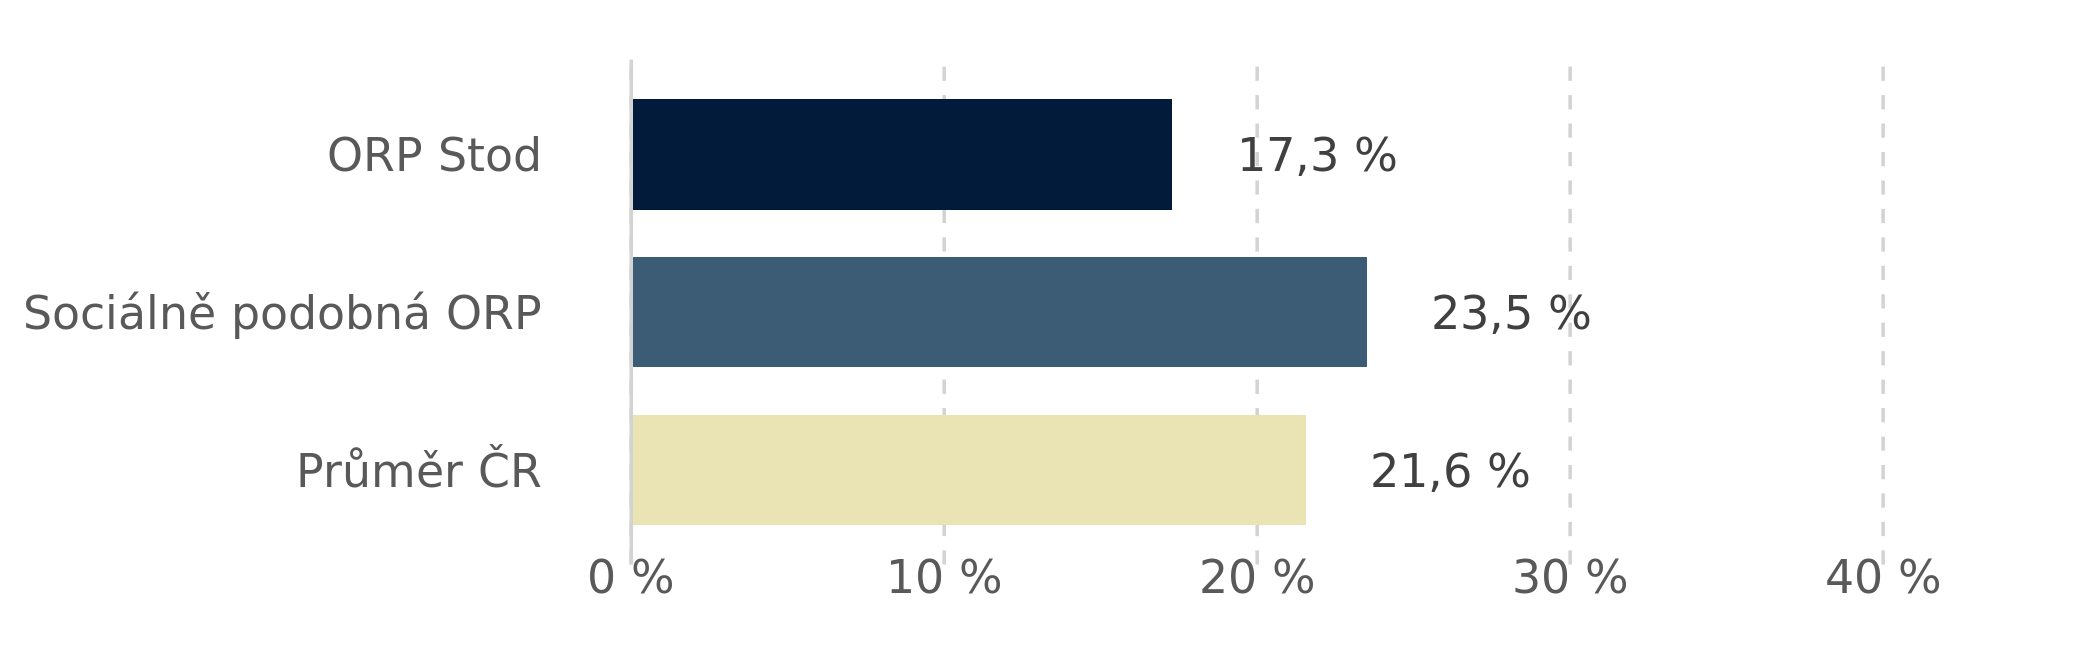 ORP Stod 17,3 %
Sociálně podobná ORP 23,5 %
Průměr ČR 21,6 %
0 % 10 % 20 % 30 % 40 %